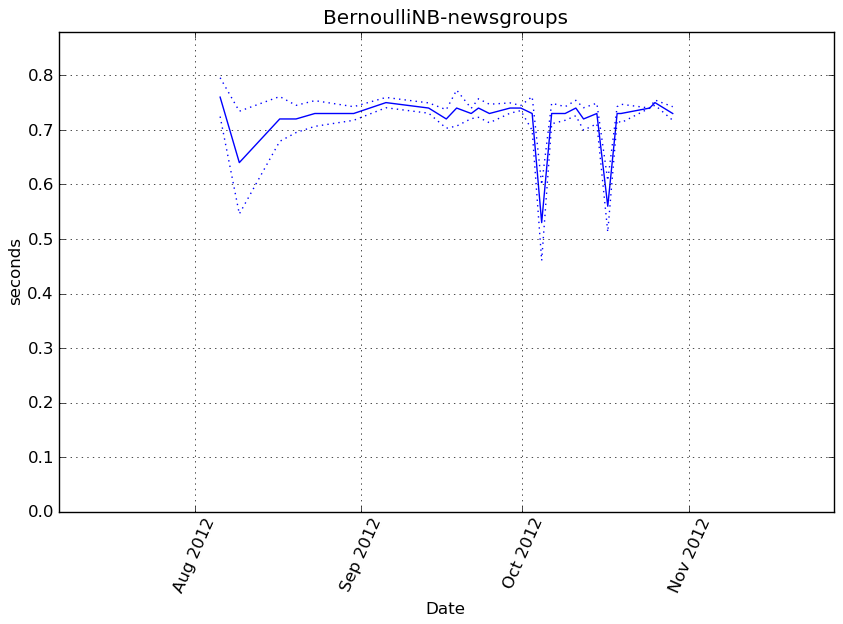 BernoulliNB-newsgroups
0.8
0.7
0.6
0.5
0.4
0.3
0.2
0.1
0.0
seconds
Aug 2012
Sep 2012
Oct 2012
Nov 2012
Date